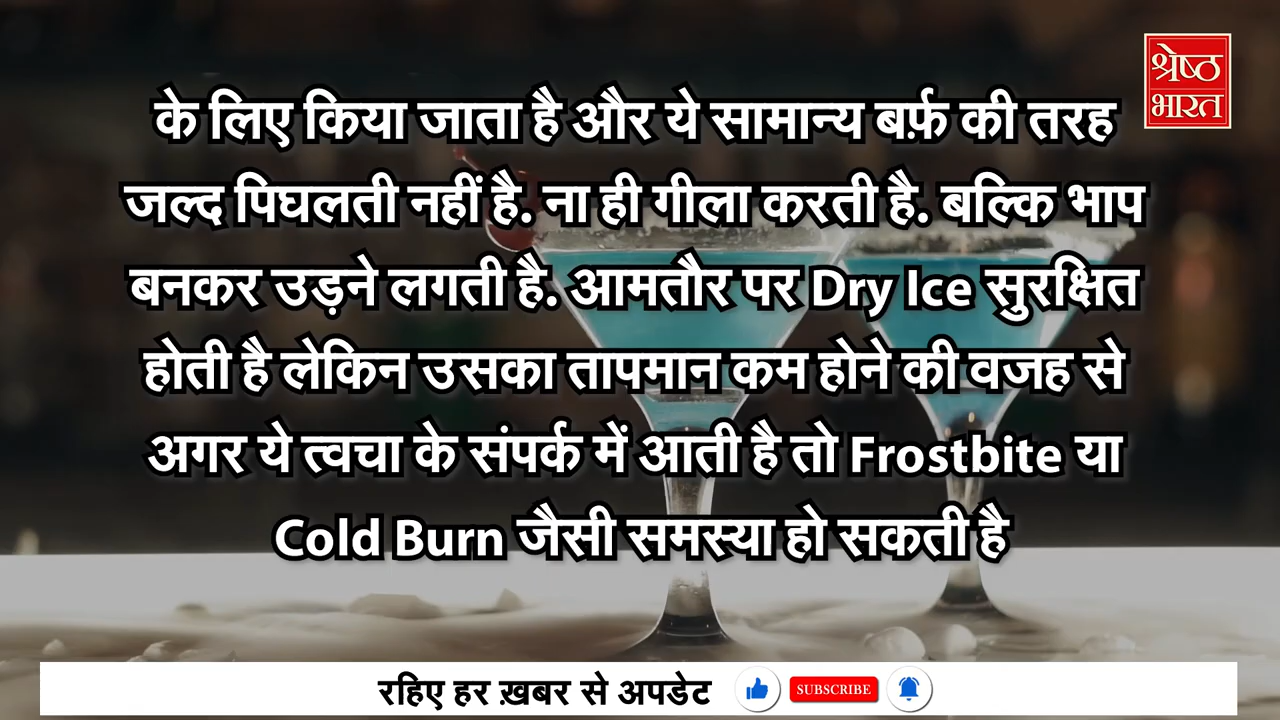 श्रेष्ठ
भारत
के लिए किया जाता है और ये सामान्य बर्फ़ की तरह
जल्द पिघलती नहीं है. ना ही गीला करती है. बल्कि भाप
बनकर उड़ने लगती है. आमतौर पर Dry Ice सुरक्षित
होती है लेकिन उसका तापमान कम होने की वजह से
अगर ये त्वचा के संपर्क में आती है तो Frostbite या
Cold Burn जैसी समस्या हो सकती है
रहिए हर ख़बर से अपडेट
SUBSCRIBE